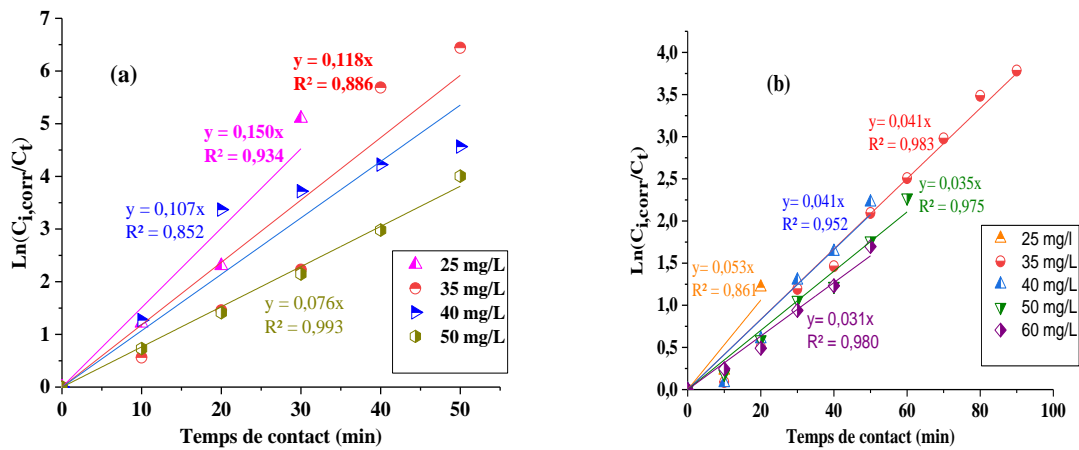 (a)
Ln(C_i,corr/C_t)
7
6
5
4
3
2
1
0
y = 0,118x
R² = 0,886
y = 0,150x
R² = 0,934
y = 0,107x
R² = 0,852
y = 0,076x
R² = 0,993
25 mg/L
35 mg/L
40 mg/L
50 mg/L
0 10 20 30 40 50
Temps de contact (min)
(b)
Ln(C_i,corr/C_t)
4,0
3,5
3,0
2,5
2,0
1,5
1,0
0,5
0,0
y= 0,041x
R² = 0,983
y= 0,035x
R² = 0,975
y= 0,041x
R² = 0,952
y= 0,053x
R² = 0,861
y= 0,031x
R² = 0,980
25 mg/l
35 mg/L
40 mg/L
50 mg/L
60 mg/L
0 20 40 60 80 100
Temps de contact (min)